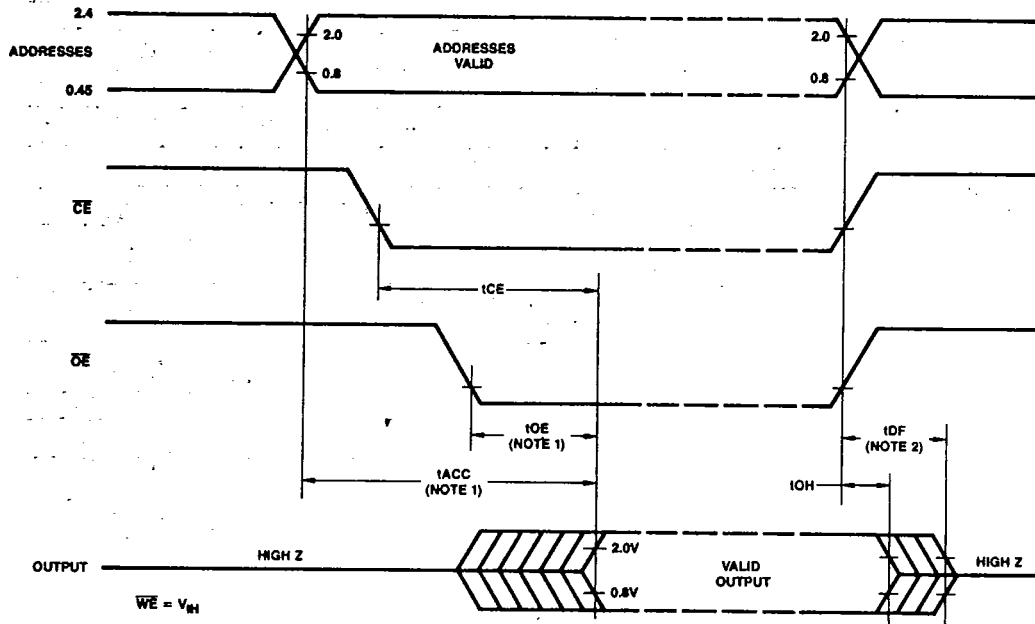 2.4
ADDRESSES
0.45
2.0
0.8
ADDRESSES
VALID
2.0
0.8
CE
tCE
OE
tOE
(NOTE 1)
tDF
(NOTE 2)
tACC
(NOTE 1)
tOH
OUTPUT
HIGH Z
2.0V
0.8V
VALID
OUTPUT
HIGH Z
WE = VIH